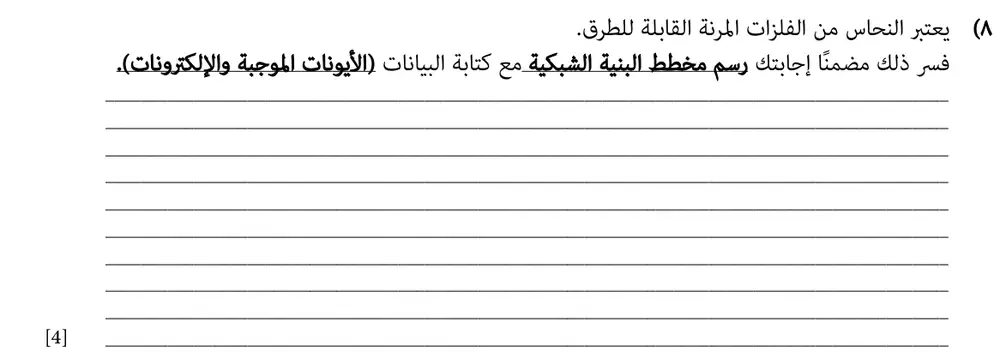 ٨) يعتبر النحاس من الفلزات المرنة القابلة للطرق.
فسر ذلك مضمنًا إجابتك رسم مخطط البنية الشبكية مع كتابة البيانات (الأيونات الموجبة والإلكترونات).
[4]